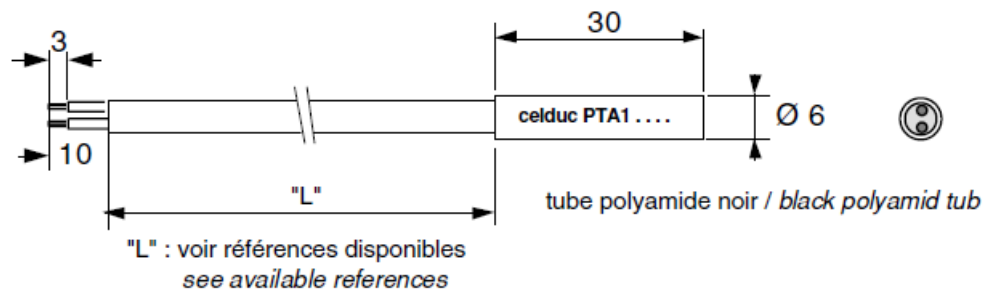 30
3
celduc PTA1 . . . .
Ø 6
10
"L"
tube polyamide noir / black polyamid tub
"L" : voir références disponibles
see available references